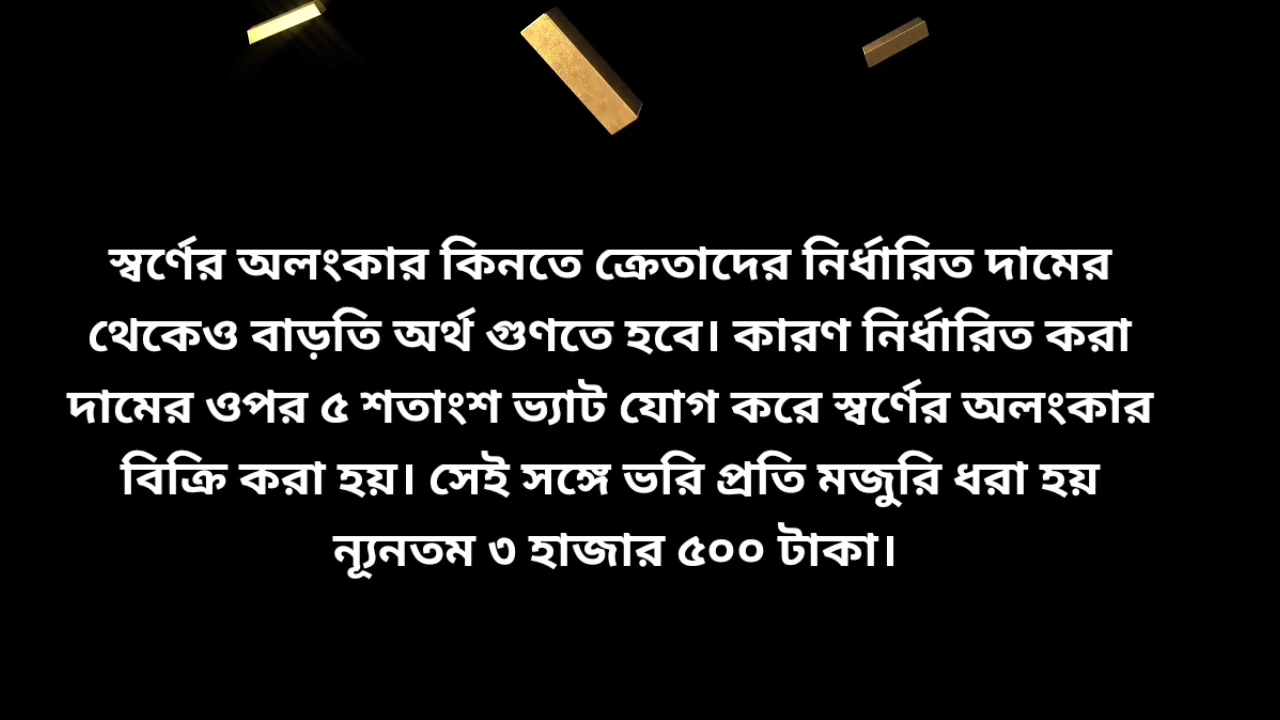 স্বর্ণের অলংকার কিনতে ক্রেতাদের নির্ধারিত দামের
থেকেও বাড়তি অর্থ গুণতে হবে। কারণ নির্ধারিত করা
দামের ওপর ৫ শতাংশ ভ্যাট যোগ করে স্বর্ণের অলংকার
বিক্রি করা হয়। সেই সঙ্গে ভরি প্রতি মজুরি ধরা হয়
ন্যূনতম ৩ হাজার ৫০০ টাকা।